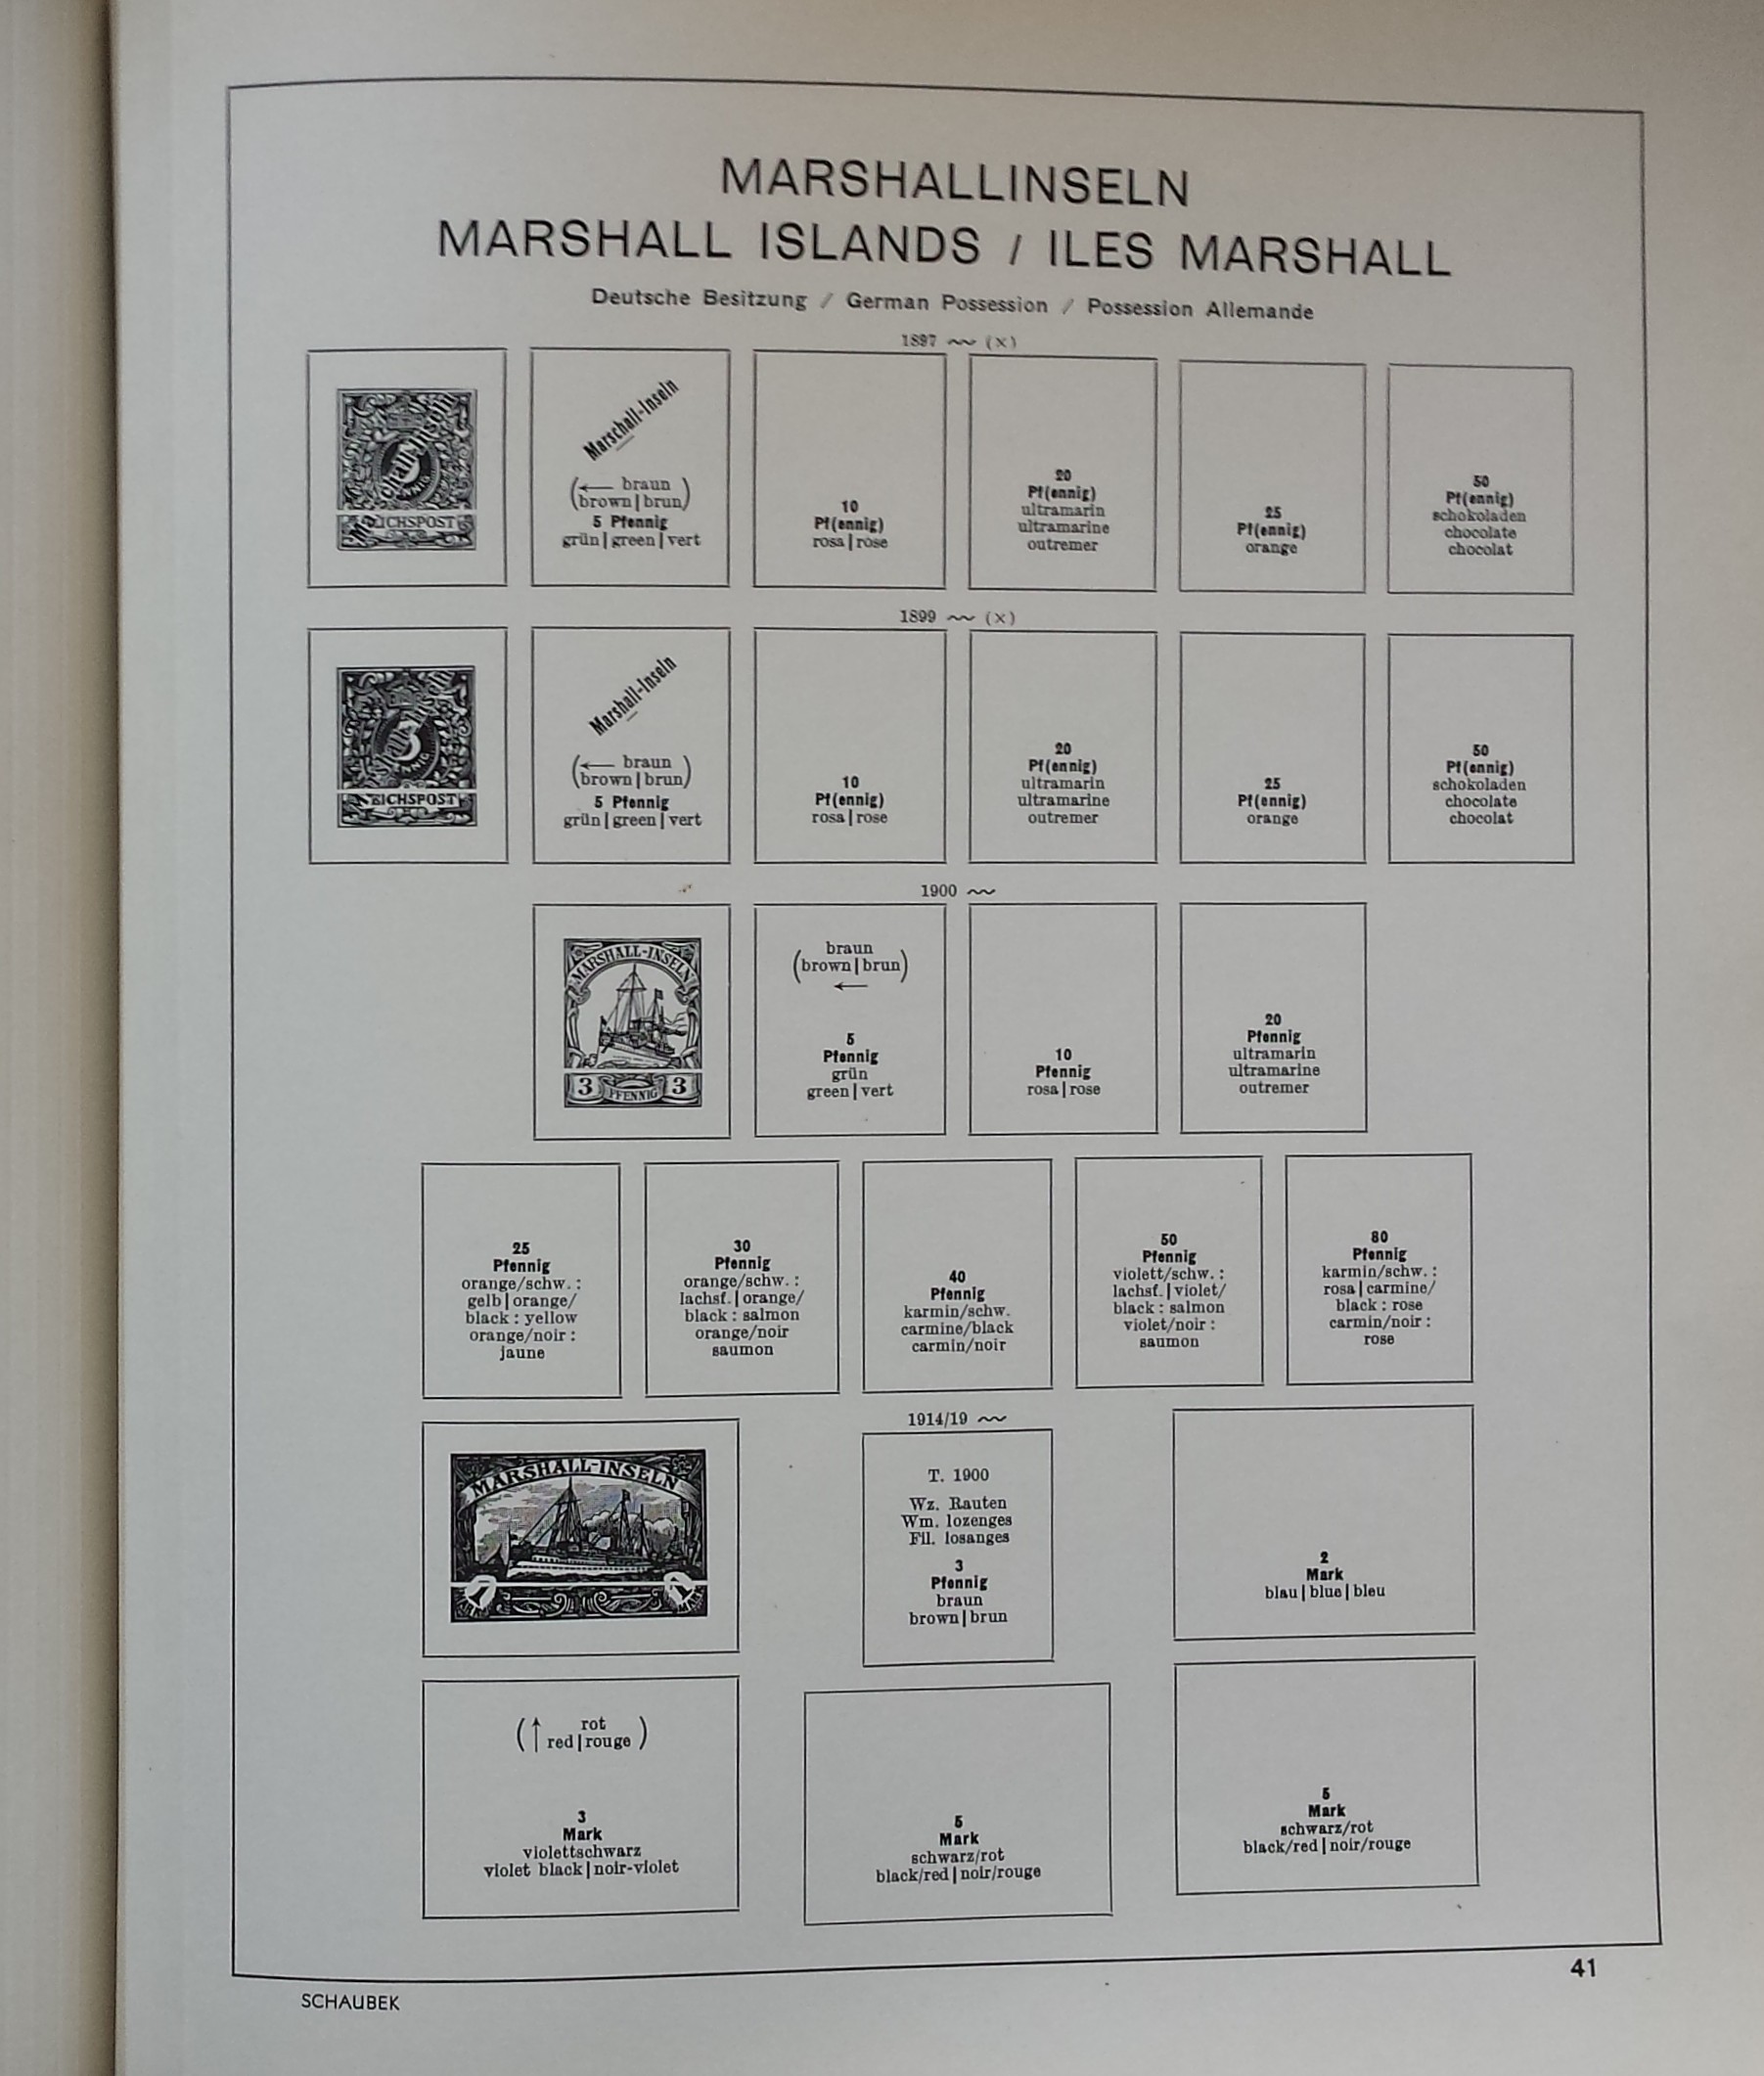 MARSHALLINSELN
MARSHALL ISLANDS / ILES MARSHALL
Deutsche Besitzung / German Possession / Possession Allemande
1897 ~~ (×)
REICHSPOST
Marschall-Inseln
(← braun
brown | brun)
5 Pfennig
grün | green | vert
10
Pf(ennig)
rosa | rose
20
Pf(ennig)
ultramarin
ultramarine
outremer
25
Pf(ennig)
orange
50
Pf(ennig)
schokoladen
chocolate
chocolat
1899 ~~ (×)
REICHSPOST
Marshall-Inseln
(← braun
brown | brun)
5 Pfennig
grün | green | vert
10
Pf(ennig)
rosa | rose
20
Pf(ennig)
ultramarin
ultramarine
outremer
25
Pf(ennig)
orange
50
Pf(ennig)
schokoladen
chocolate
chocolat
1900 ~~
MARSHALL-INSELN
3 PFENNIG 3
(braun
brown | brun)
←
5
Pfennig
grün
green | vert
10
Pfennig
rosa | rose
20
Pfennig
ultramarin
ultramarine
outremer
25
Pfennig
orange/schw. :
gelb | orange/
black : yellow
orange/noir :
jaune
30
Pfennig
orange/schw. :
lachsf. | orange/
black : salmon
orange/noir
saumon
40
Pfennig
karmin/schw.
carmine/black
carmin/noir
50
Pfennig
violett/schw. :
lachsf. | violet/
black : salmon
violet/noir :
saumon
80
Pfennig
karmin/schw. :
rosa | carmine/
black : rose
carmin/noir :
rose
MARSHALL-INSELN
1 1
MARK MARK
1914/19 ~~
T. 1900
Wz. Rauten
Wm. lozenges
Fil. losanges
3
Pfennig
braun
brown | brun
2
Mark
blau | blue | bleu
(↑ rot
red | rouge)
3
Mark
violettschwarz
violet black | noir-violet
5
Mark
schwarz/rot
black/red | noir/rouge
5
Mark
schwarz/rot
black/red | noir/rouge
41
SCHAUBEK